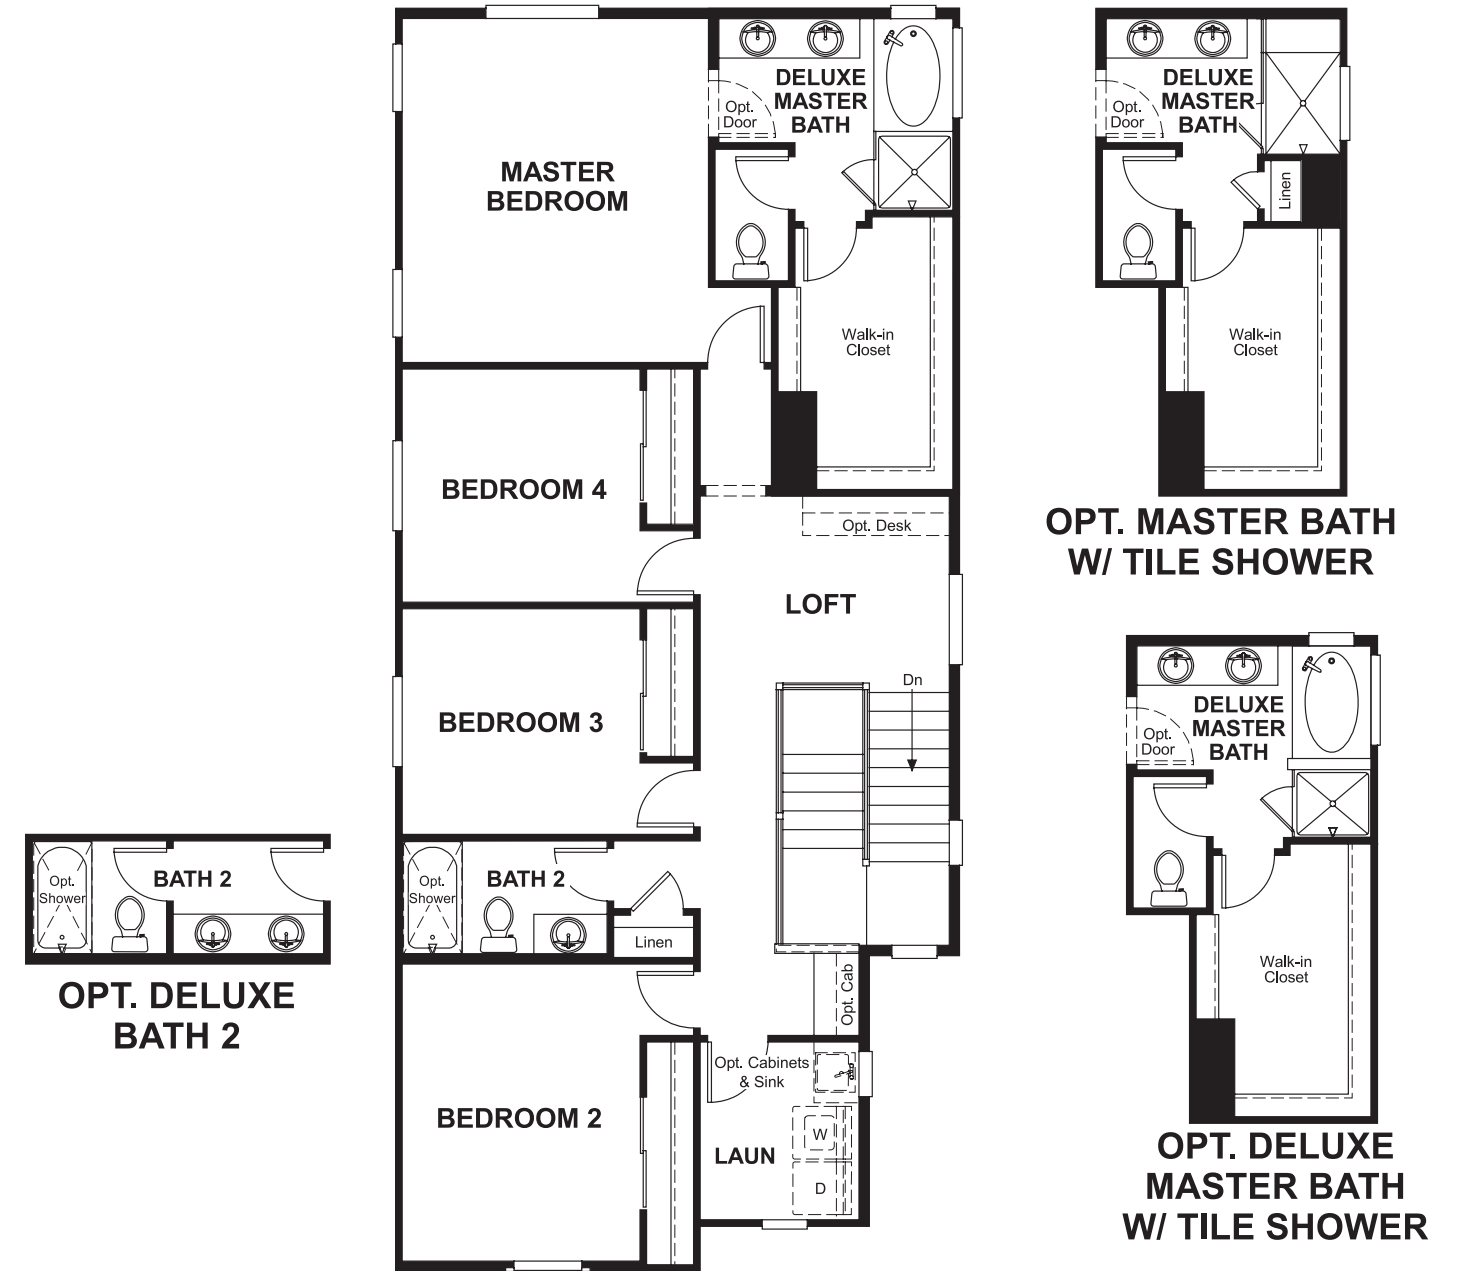 DELUXE
MASTER
BATH
Opt.
Door
MASTER
BEDROOM
Walk-in
Closet
BEDROOM 4
Opt. Desk
LOFT
Dn
BEDROOM 3
Opt.
Shower
BATH 2
Linen
Opt. Cab
Opt. Cabinets
& Sink
BEDROOM 2
LAUN
W
D
Opt.
Shower
BATH 2
OPT. DELUXE
BATH 2
DELUXE
MASTER
BATH
Opt.
Door
Linen
Walk-in
Closet
OPT. MASTER BATH
W/ TILE SHOWER
DELUXE
MASTER
BATH
Opt.
Door
Walk-in
Closet
OPT. DELUXE
MASTER BATH
W/ TILE SHOWER